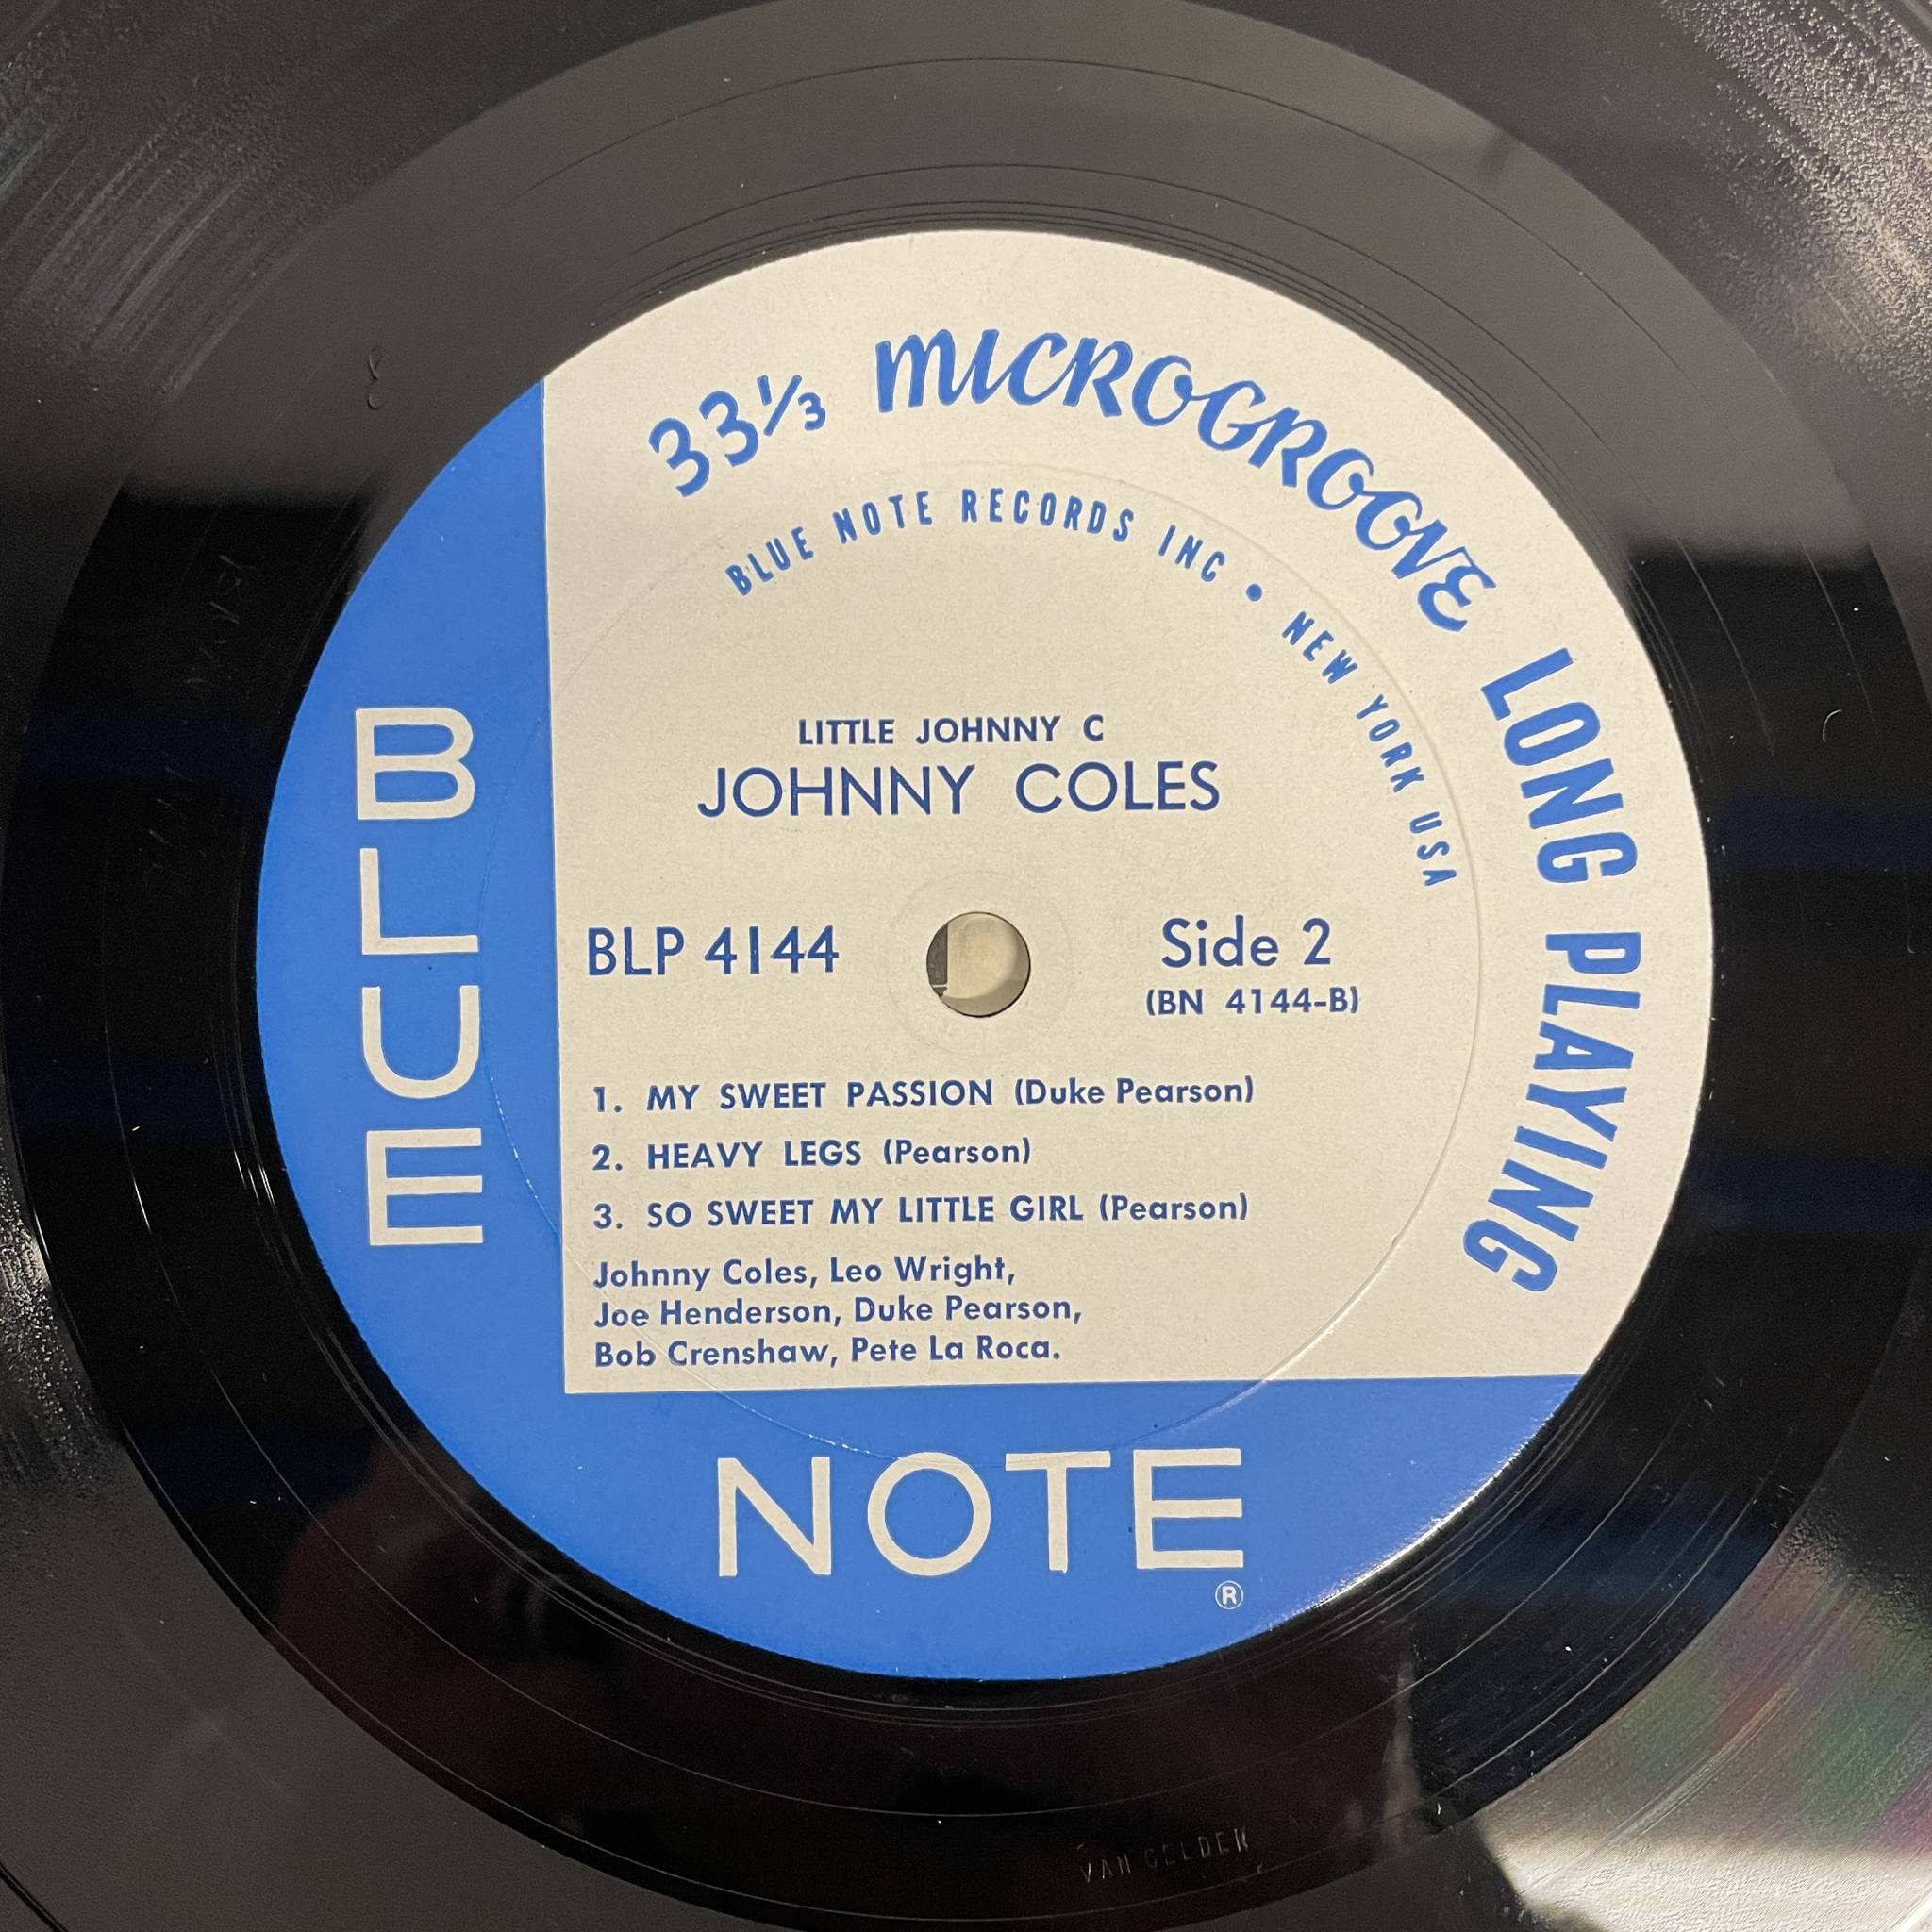 33⅓ MICROGROOVE LONG PLAYING
BLUE NOTE RECORDS INC • NEW YORK USA
LITTLE JOHNNY C
JOHNNY COLES
BLP 4144
Side 2
(BN 4144-B)
1. MY SWEET PASSION (Duke Pearson)
2. HEAVY LEGS (Pearson)
3. SO SWEET MY LITTLE GIRL (Pearson)
Johnny Coles, Leo Wright,
Joe Henderson, Duke Pearson,
Bob Crenshaw, Pete La Roca.
BLUE
NOTE
®
VAN GELDER